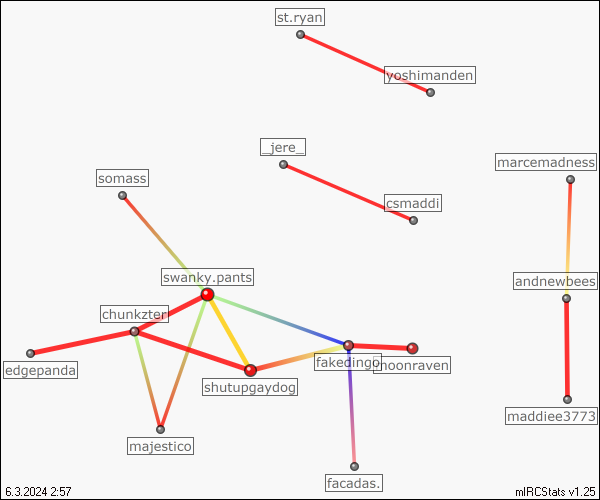 st.ryan
yoshimanden
_jere_
marcemadness
somass
csmaddi
swanky.pants
andnewbees
chunkzter
fakedingo
moonraven
edgepanda
shutupgaydog
maddiee3773
majestico
facadas.
6.3.2024 2:57
mIRCStats v1.25